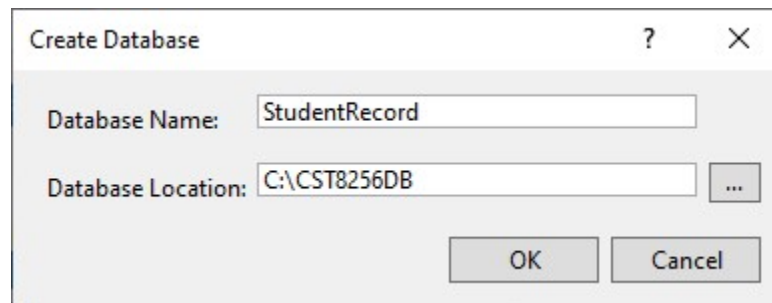 Create Database ? ×
Database Name: StudentRecord
Database Location: C:\CST8256DB ...
OK Cancel